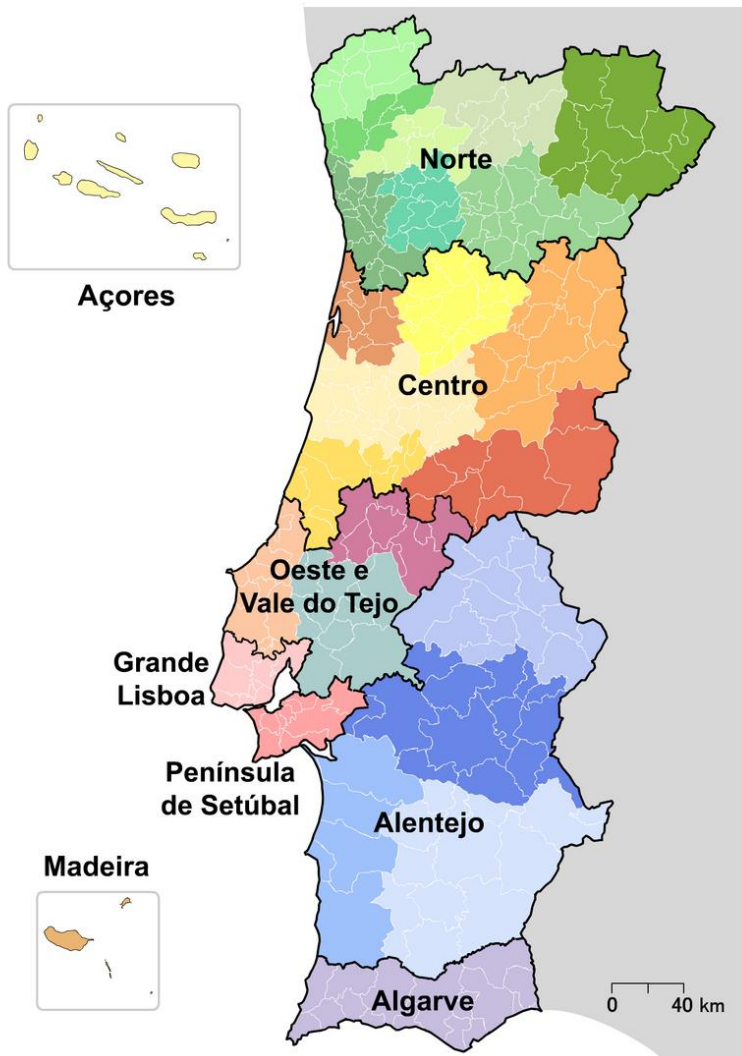 Norte
Açores
Centro
Oeste e
Vale do Tejo
Grande
Lisboa
Península
de Setúbal
Alentejo
Madeira
Algarve
0 40 km